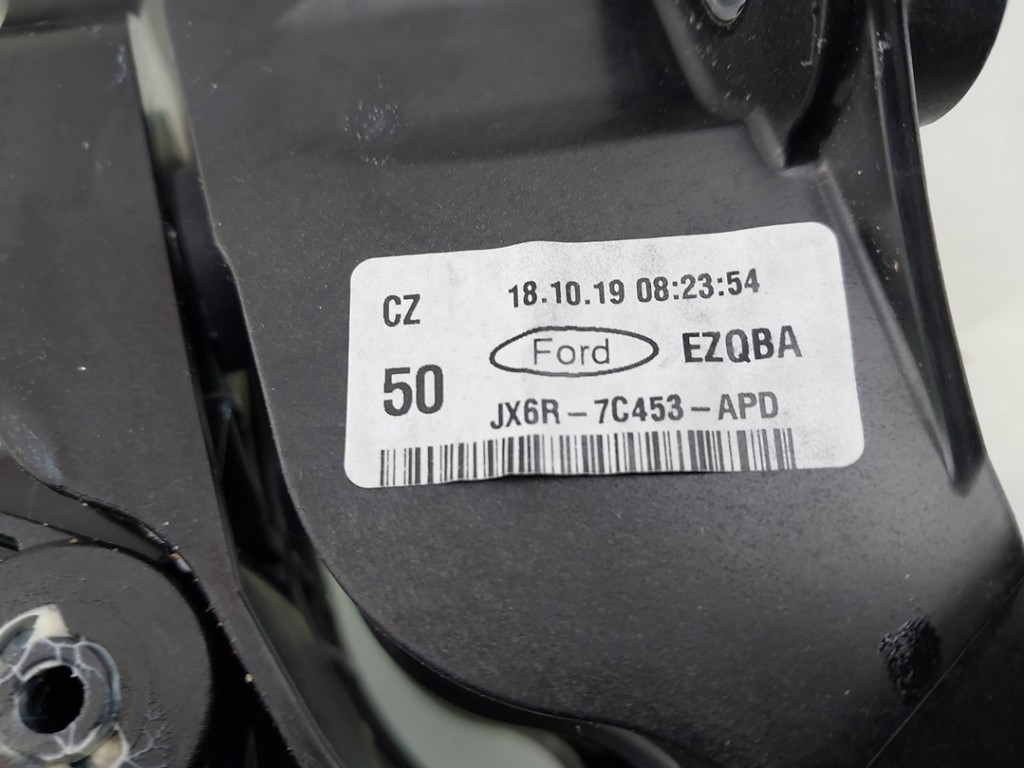 CZ 18.10.19 08:23:54
50 Ford EZQBA
JX6R-7C453-APD